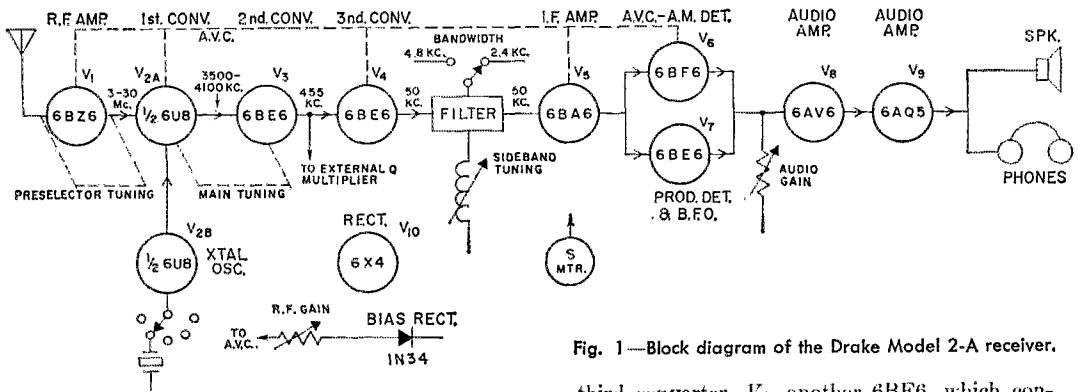 R.F. AMP. 1st. CONV. 2nd. CONV. 3nd. CONV. I.F. AMP. A.V.C.–A.M. DET. AUDIO AMP. AUDIO AMP.
A.V.C.
BANDWIDTH
4.8 KC. 2.4 KC.
SPK.
V1 V2A V3 V4 V5 V6 V8 V9
3–30 Mc. 3500– 4100 KC. 455 KC. 50 KC. 50 KC.
6BZ6 ½ 6U8 6BE6 6BE6 FILTER 6BA6 6BF6 6AV6 6AQ5
V7
6BE6
TO EXTERNAL Q MULTIPLIER
SIDEBAND TUNING
AUDIO GAIN
PHONES
PRESELECTOR TUNING MAIN TUNING
PROD. DET. & B.F.O.
V2B
½ 6U8
XTAL OSC.
RECT. V10
6X4
S MTR.
R.F. GAIN
TO A.V.C.
BIAS RECT.
1N34
Fig. 1—Block diagram of the Drake Model 2-A receiver.
another 6BE6, which con-